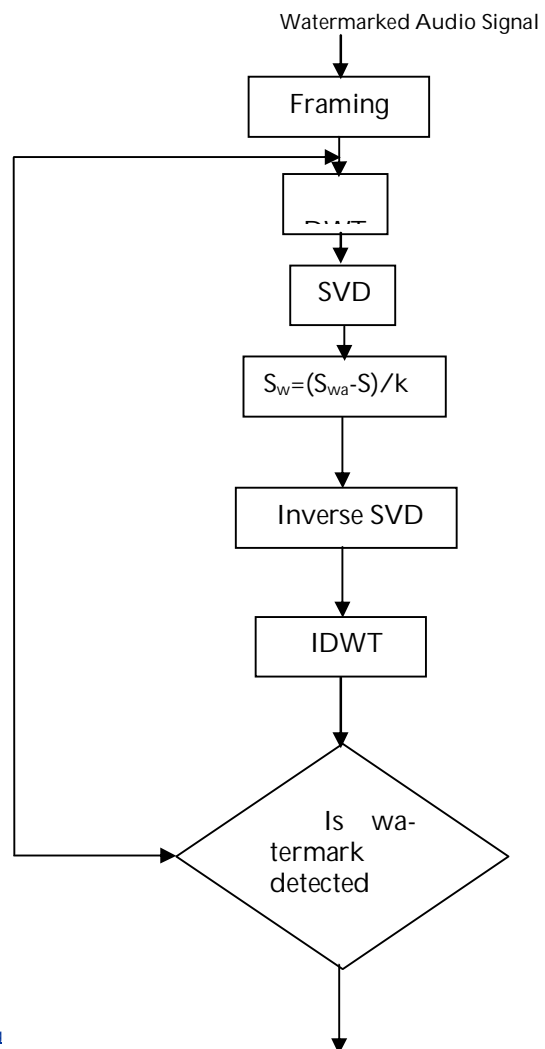 Watermarked Audio Signal
Framing
SVD
Sw=(Swa-S)/k
Inverse SVD
IDWT
Is wa-
termark
detected